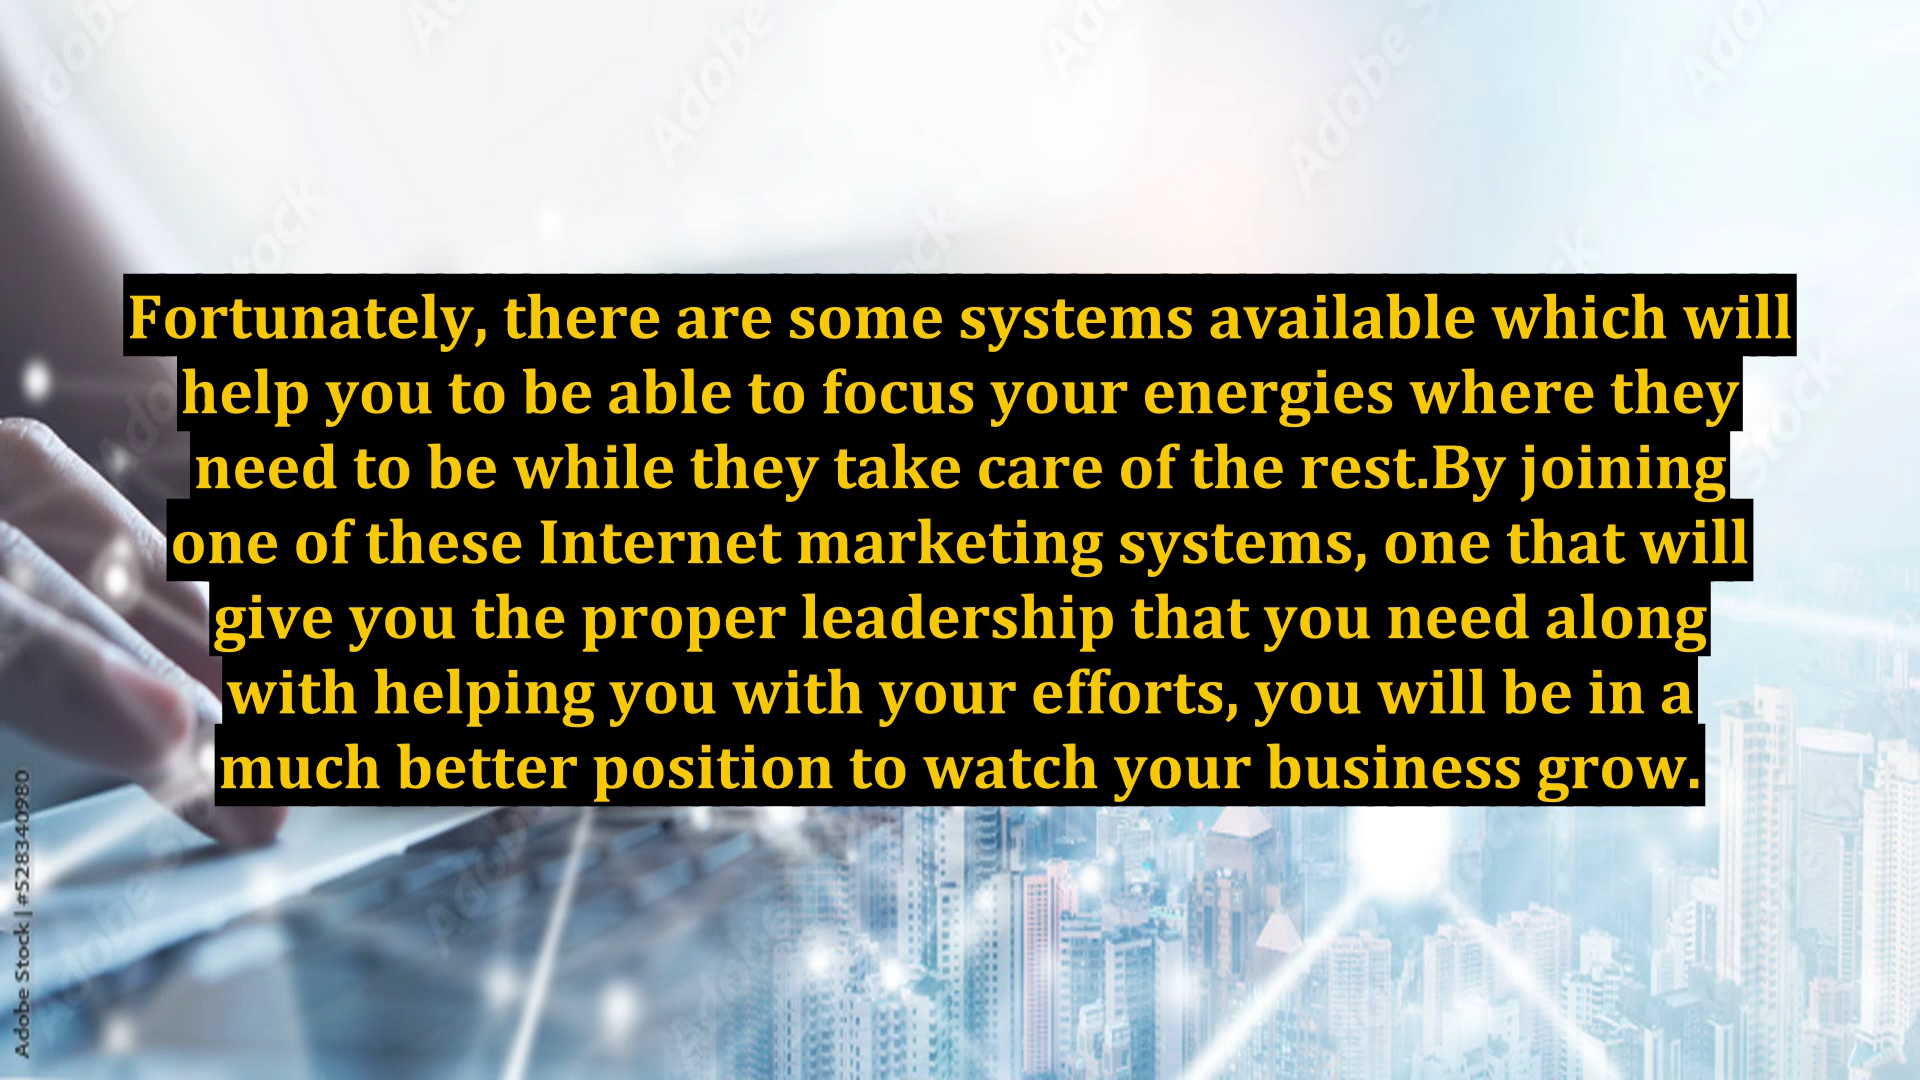 Fortunately, there are some systems available which will
help you to be able to focus your energies where they
need to be while they take care of the rest.By joining
one of these Internet marketing systems, one that will
give you the proper leadership that you need along
with helping you with your efforts, you will be in a
much better position to watch your business grow.
Adobe Stock | #528340980